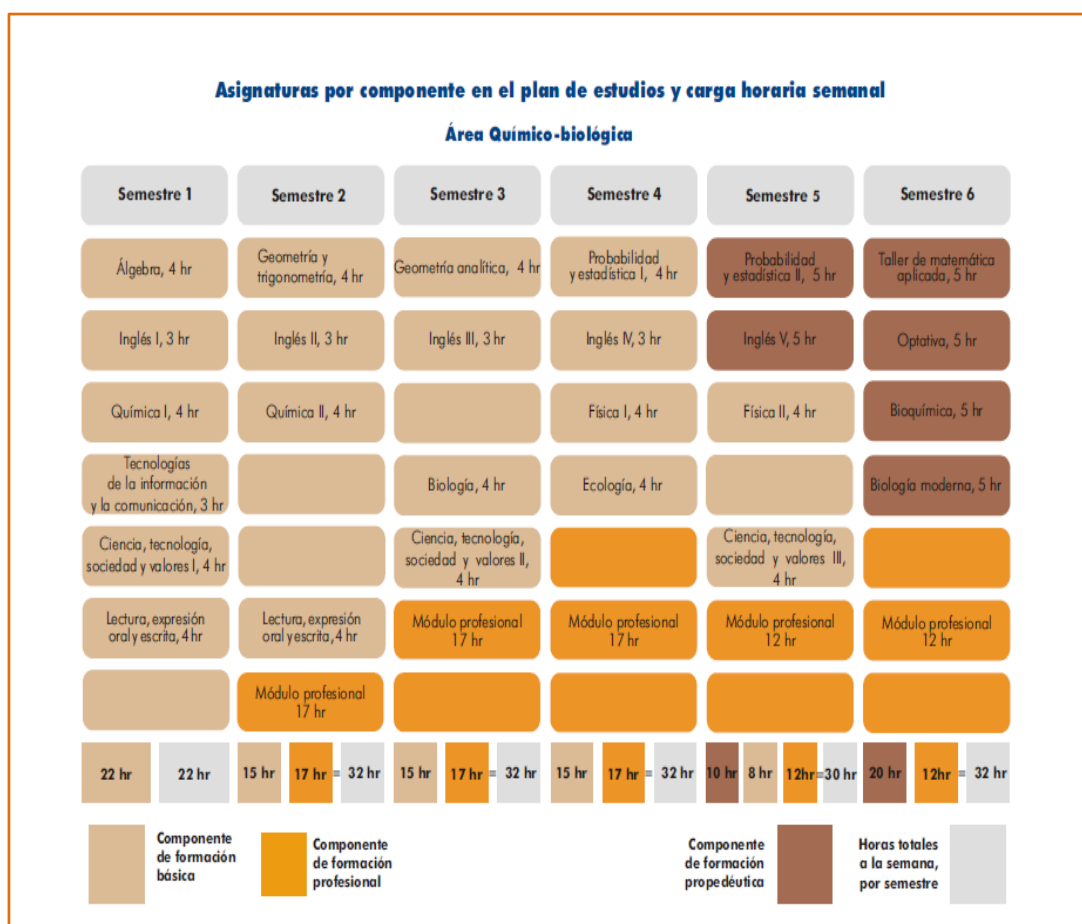 Asignaturas por componente en el plan de estudios y carga horaria semanal
Área Químico-biológica
Semestre 1
Semestre 2
Semestre 3
Semestre 4
Semestre 5
Semestre 6
Álgebra, 4 hr
Geometría y
trigonometría, 4 hr
Geometría analítica, 4 hr
Probabilidad
y estadística I, 4 hr
Probabilidad
y estadística II, 5 hr
Taller de matemática
aplicada, 5 hr
Inglés I, 3 hr
Inglés II, 3 hr
Inglés III, 3 hr
Inglés IV, 3 hr
Inglés V, 5 hr
Optativa, 5 hr
Química I, 4 hr
Química II, 4 hr
Física I, 4 hr
Física II, 4 hr
Bioquímica, 5 hr
Tecnologías
de la información
y la comunicación, 3 hr
Biología, 4 hr
Ecología, 4 hr
Biología moderna, 5 hr
Ciencia, tecnología,
sociedad y valores I, 4 hr
Ciencia, tecnología,
sociedad y valores II,
4 hr
Ciencia, tecnología,
sociedad y valores III,
4 hr
Lectura, expresión
oral y escrita, 4 hr
Lectura, expresión
oral y escrita, 4 hr
Módulo profesional
17 hr
Módulo profesional
17 hr
Módulo profesional
12 hr
Módulo profesional
12 hr
Módulo profesional
17 hr
22 hr 22 hr
15 hr 17 hr = 32 hr
15 hr 17 hr = 32 hr
15 hr 17 hr = 32 hr
10 hr 8 hr 12hr=30 hr
20 hr 12hr = 32 hr
Componente
de formación
básica
Componente
de formación
profesional
Componente
de formación
propedéutica
Horas totales
a la semana,
por semestre